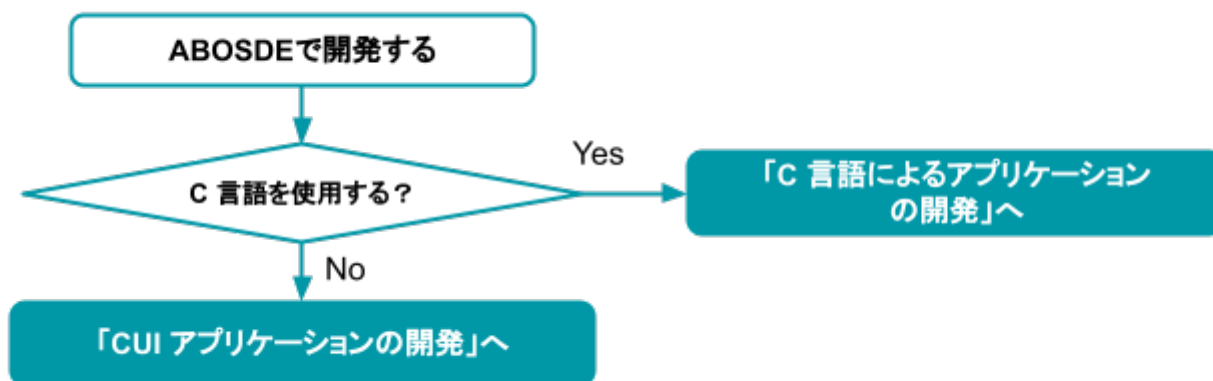 ABOSDEで開発する
C 言語を使用する？
Yes
「C 言語によるアプリケーション
の開発」へ
No
「CUI アプリケーションの開発」へ